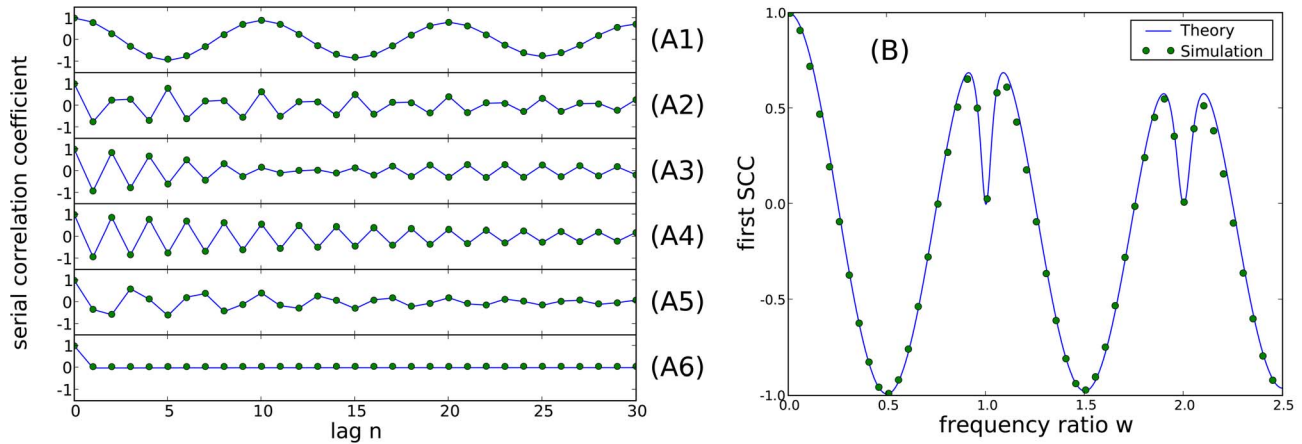 serial correlation coefficient
1
0
-1
(A1)
1
0
-1
(A2)
1
0
-1
(A3)
1
0
-1
(A4)
1
0
-1
(A5)
1
0
-1
(A6)
0 5 10 15 20 25 30
lag n
(B)
Theory
Simulation
first SCC
1.0
0.5
0.0
-0.5
-1.0
0.0 0.5 1.0 1.5 2.0 2.5
frequency ratio w